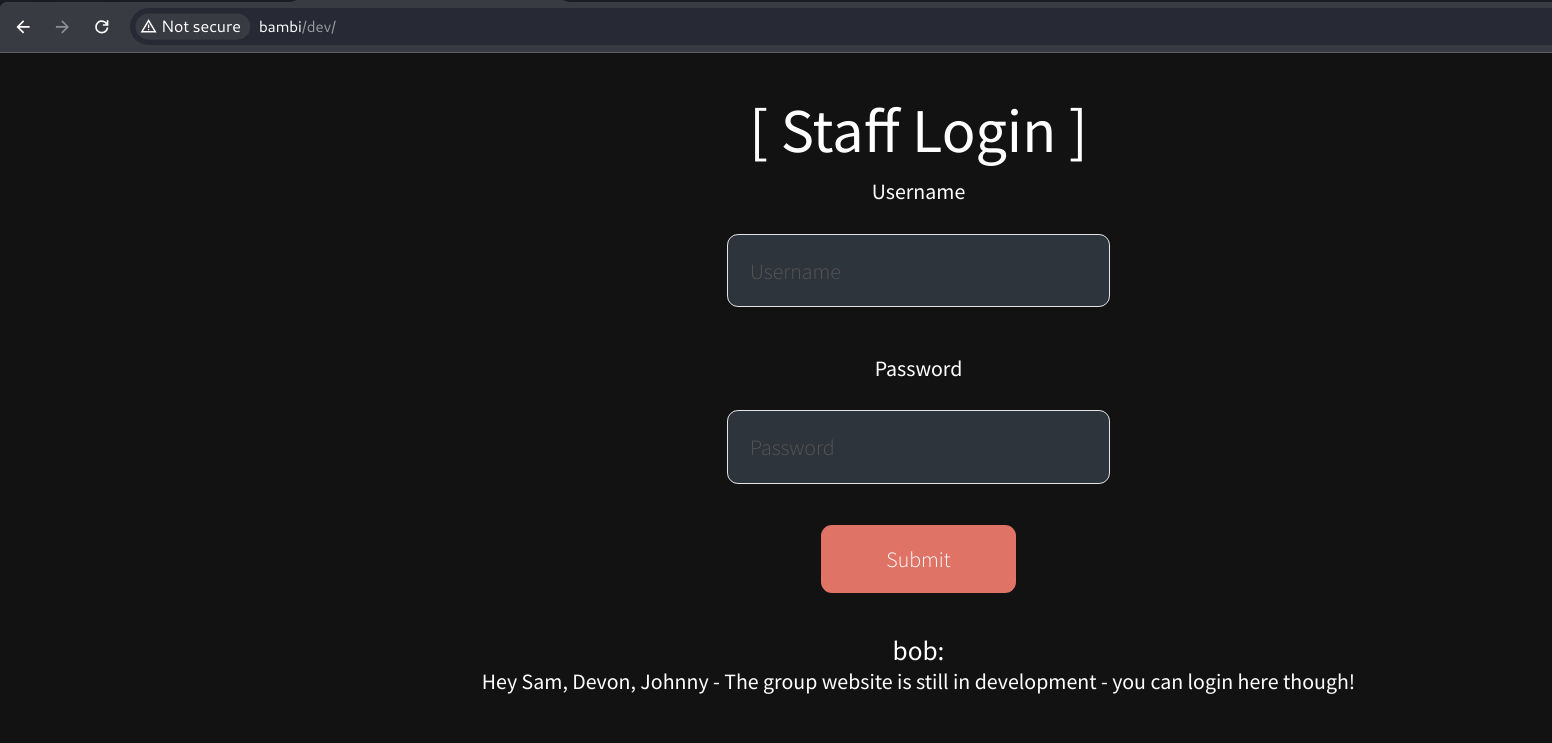 Not secure bambi/dev/
[ Staff Login ]
Username
Username
Password
Password
Submit
bob:
Hey Sam, Devon, Johnny - The group website is still in development - you can login here though!